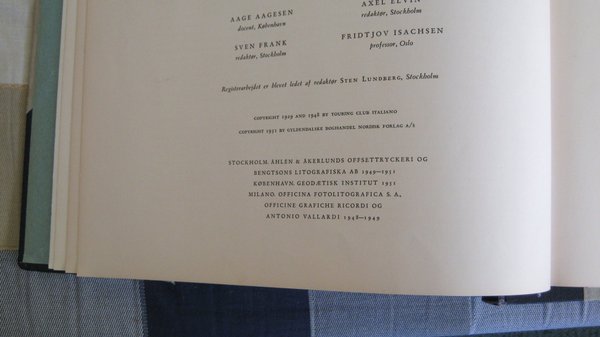 AAGE AAGESEN
docent, København
SVEN FRANK
redaktør, Stockholm
AXEL ELVIN
redaktør, Stockholm
FRIDTJOV ISACHSEN
professor, Oslo
Registerarbejdet er blevet ledet af redaktør STEN LUNDBERG, Stockholm
COPYRIGHT 1929 AND 1948 BY TOURING CLUB ITALIANO
COPYRIGHT 1951 BY GYLDENDALSKE BOGHANDEL NORDISK FORLAG A/S
STOCKHOLM. ÅHLEN & ÅKERLUNDS OFFSETTRYCKERI OG
BENGTSONS LITOGRAFISKA AB 1949—1951
KØBENHAVN. GEODÆTISK INSTITUT 1951
MILANO. OFFICINA FOTOLITOGRAFICA S. A.,
OFFICINE GRAFICHE RICORDI OG
ANTONIO VALLARDI 1948—1949